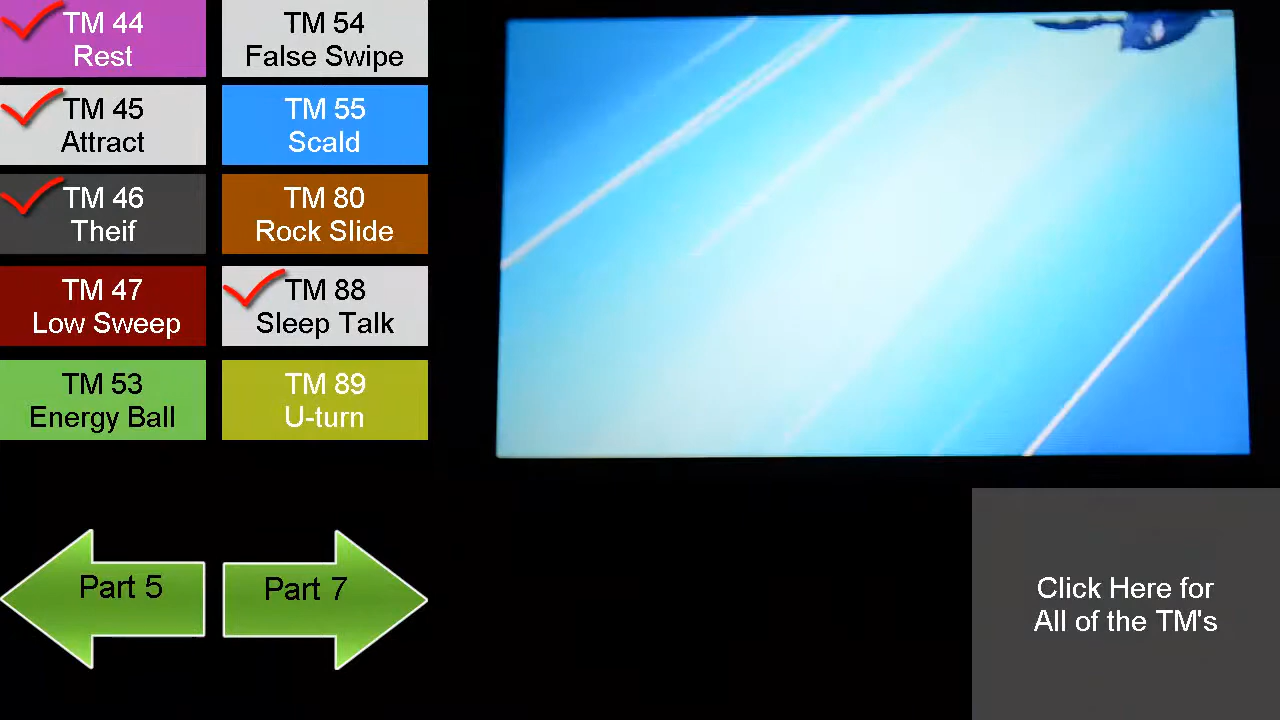 TM 44
Rest
TM 54
False Swipe
TM 45
Attract
TM 55
Scald
TM 46
Theif
TM 80
Rock Slide
TM 47
Low Sweep
TM 88
Sleep Talk
TM 53
Energy Ball
TM 89
U-turn
Part 5
Part 7
Click Here for
All of the TM's